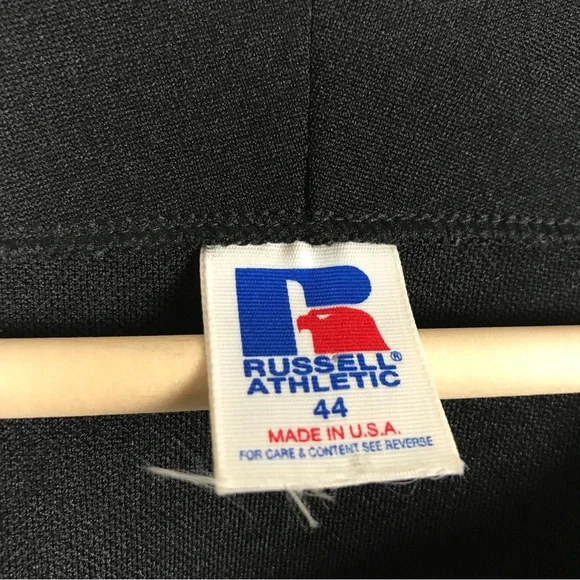 RUSSELL®
ATHLETIC
44
MADE IN U.S.A.
FOR CARE & CONTENT SEE REVERSE